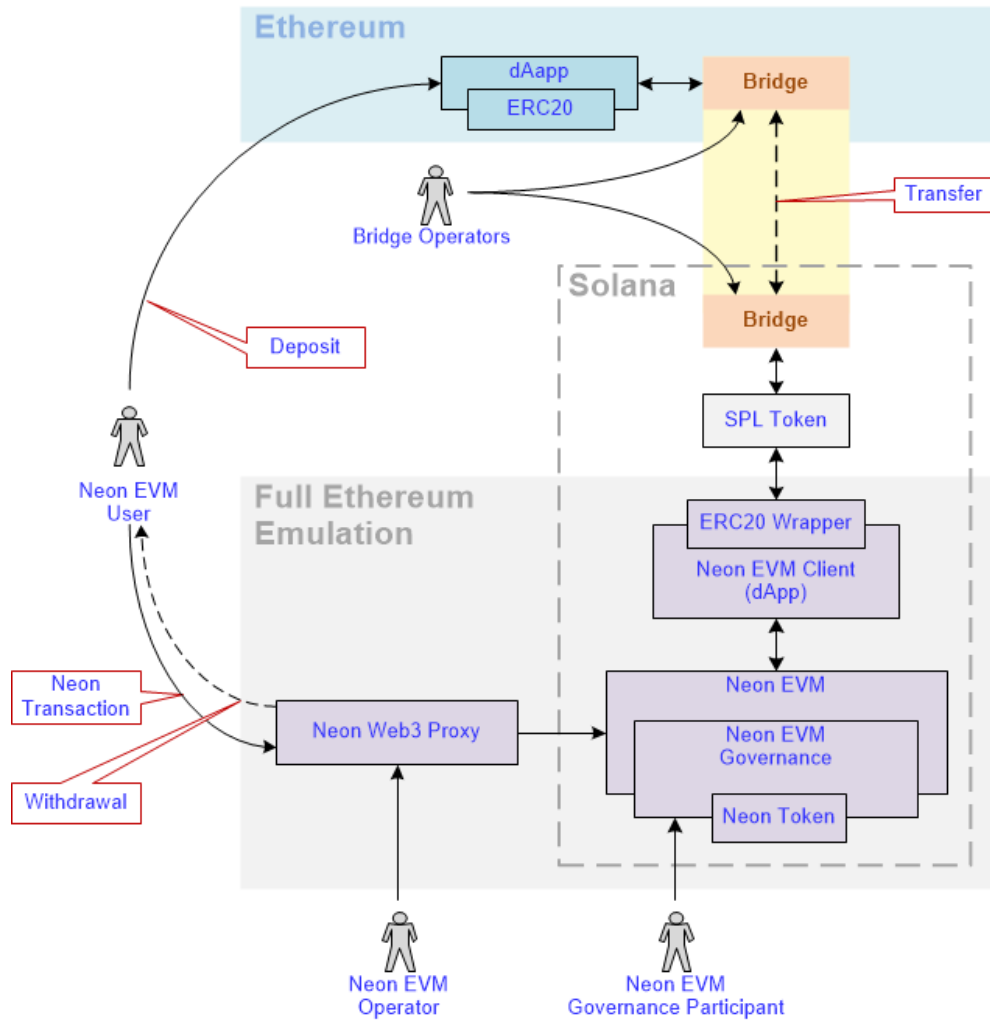 Ethereum
dAapp
ERC20
Bridge
Bridge Operators
Transfer
Solana
Bridge
Deposit
SPL Token
Neon EVM
User
Full Ethereum
Emulation
ERC20 Wrapper
Neon EVM Client
(dApp)
Neon
Transaction
Neon Web3 Proxy
Neon EVM
Neon EVM
Governance
Withdrawal
Neon Token
Neon EVM
Operator
Neon EVM
Governance Participant